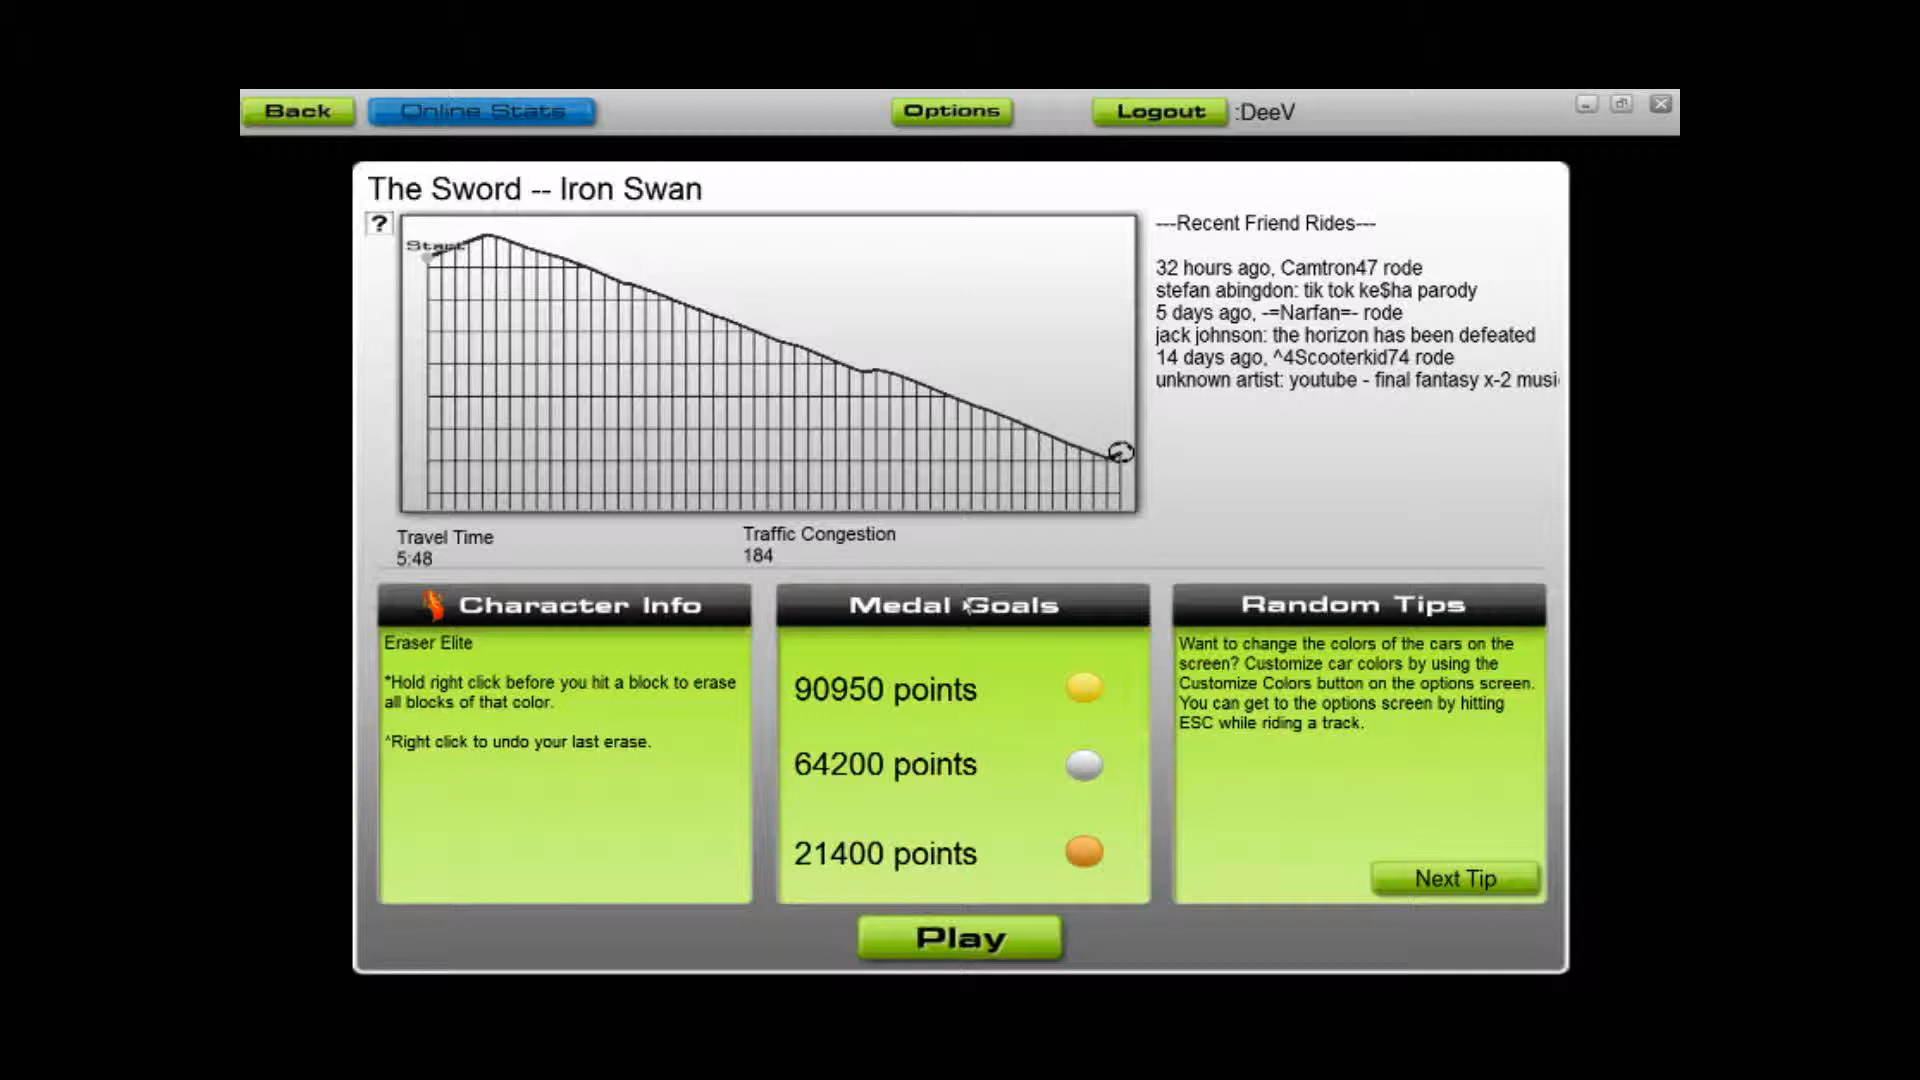 Back
Online Stats
Options
Logout
:DeeV
The Sword -- Iron Swan
?
Start
---Recent Friend Rides---
32 hours ago, Camtron47 rode
stefan abingdon: tik tok ke$ha parody
5 days ago, -=Narfan=- rode
jack johnson: the horizon has been defeated
14 days ago, ^4Scooterkid74 rode
unknown artist: youtube - final fantasy x-2 musi
Travel Time
5:48
Traffic Congestion
184
Character Info
Eraser Elite
*Hold right click before you hit a block to erase
all blocks of that color.
^Right click to undo your last erase.
Medal Goals
90950 points
64200 points
21400 points
Random Tips
Want to change the colors of the cars on the
screen? Customize car colors by using the
Customize Colors button on the options screen.
You can get to the options screen by hitting
ESC while riding a track.
Next Tip
Play